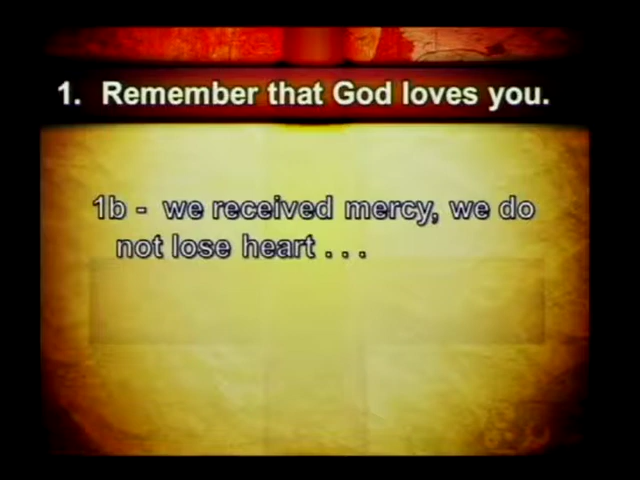 1. Remember that God loves you.
1b - we received mercy, we do
not lose heart . . .